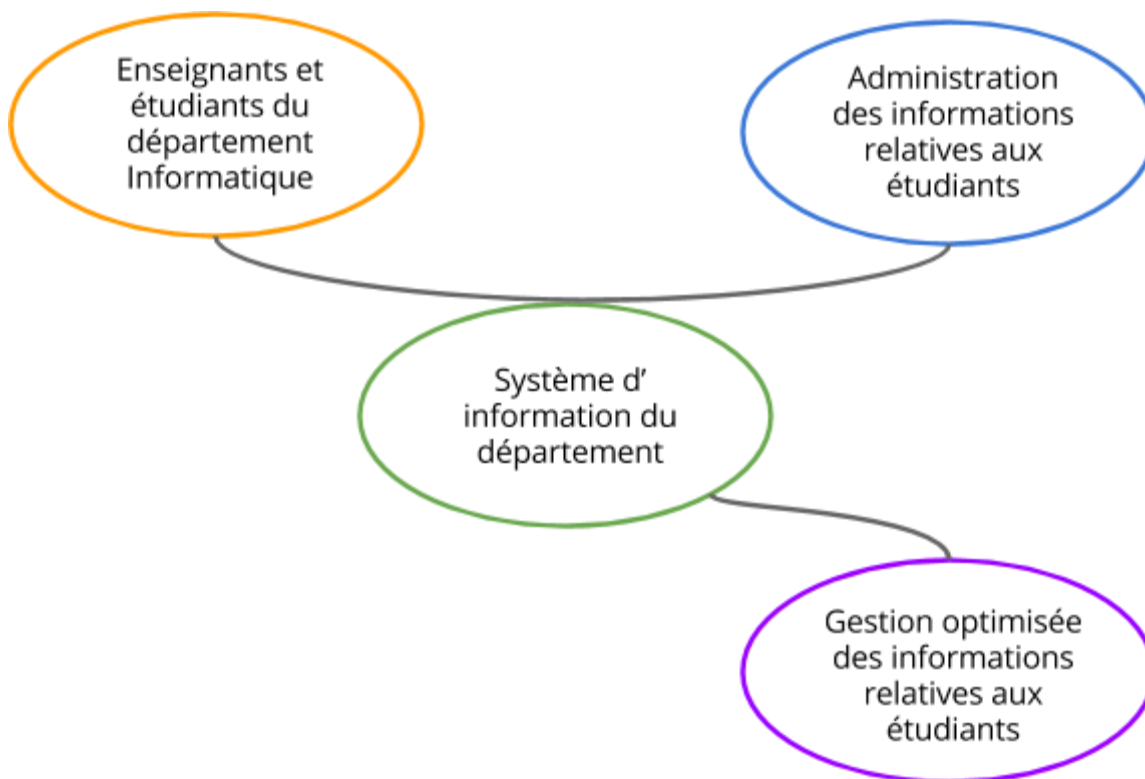 Enseignants et
étudiants du
département
Informatique
Administration
des informations
relatives aux
étudiants
Système d’
information du
département
Gestion optimisée
des informations
relatives aux
étudiants